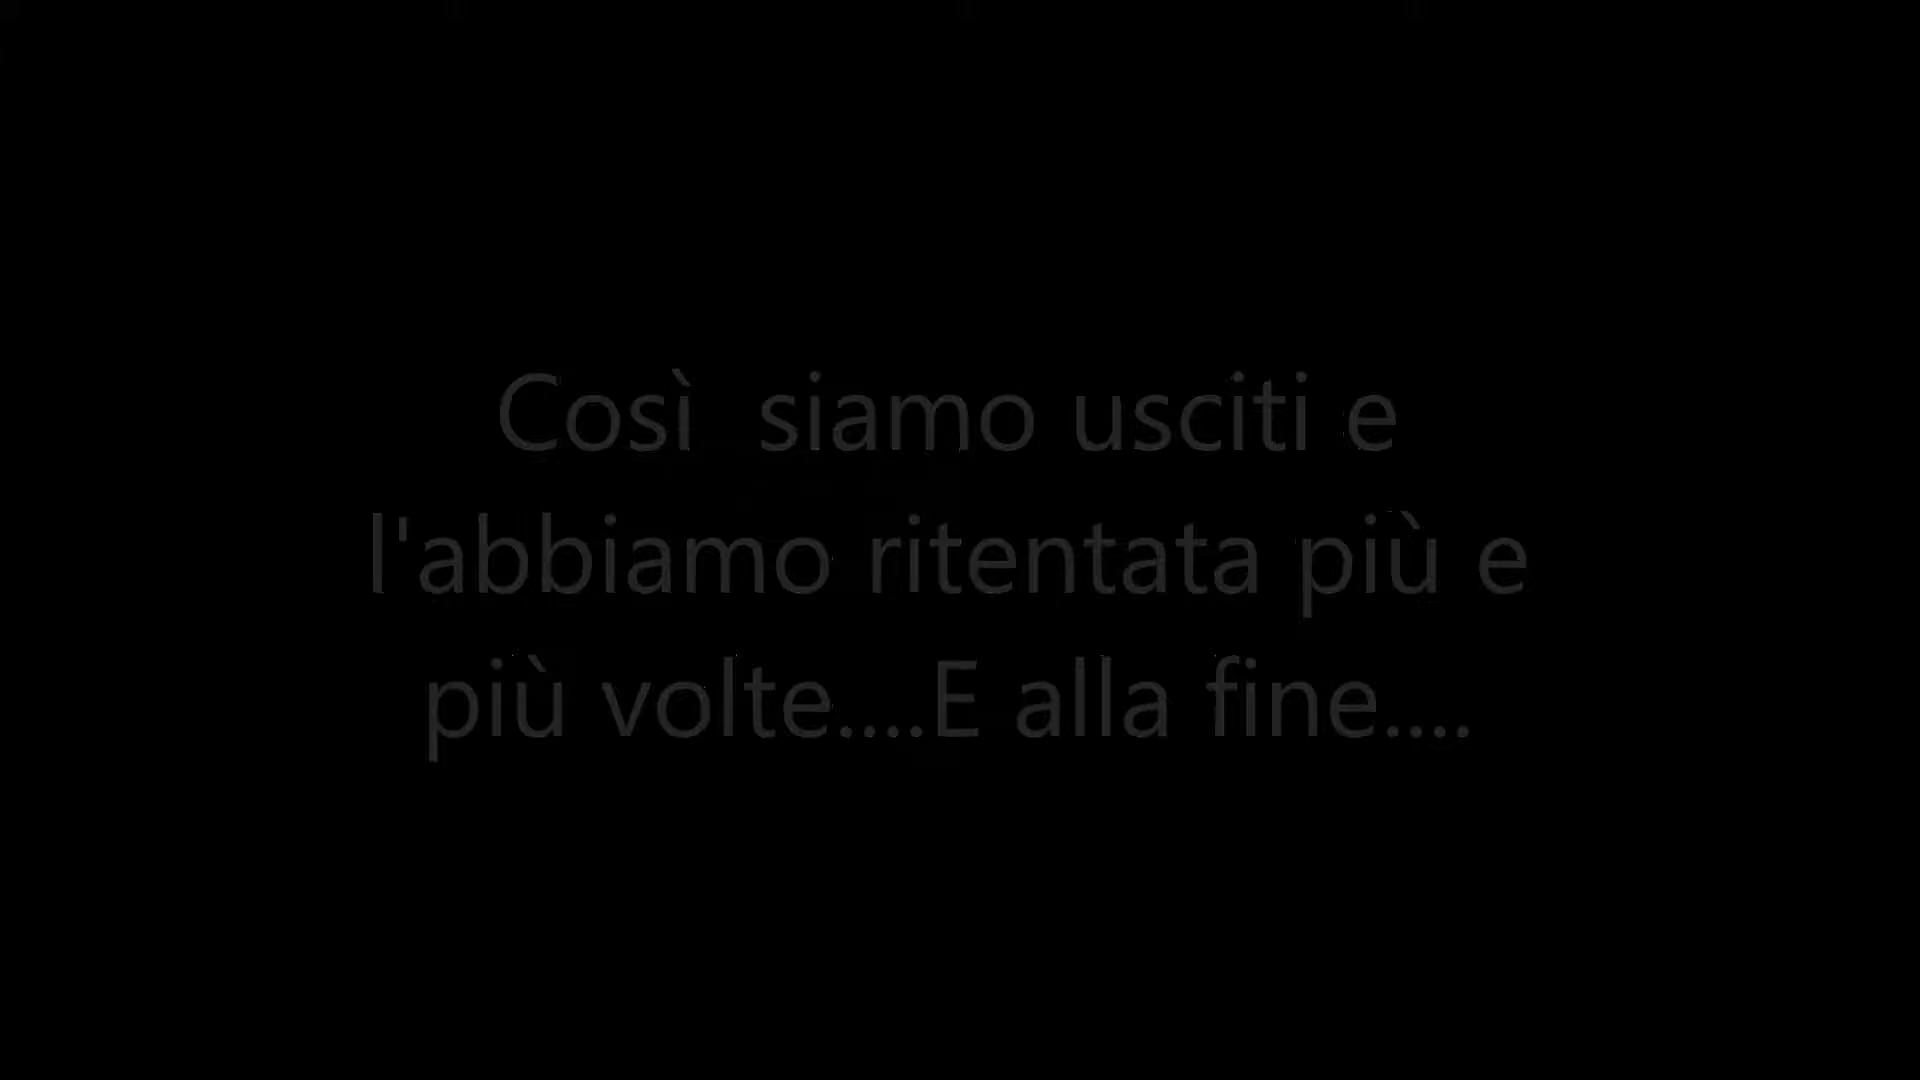 Così  siamo usciti e
l'abbiamo ritentata più e
più volte....E alla fine....